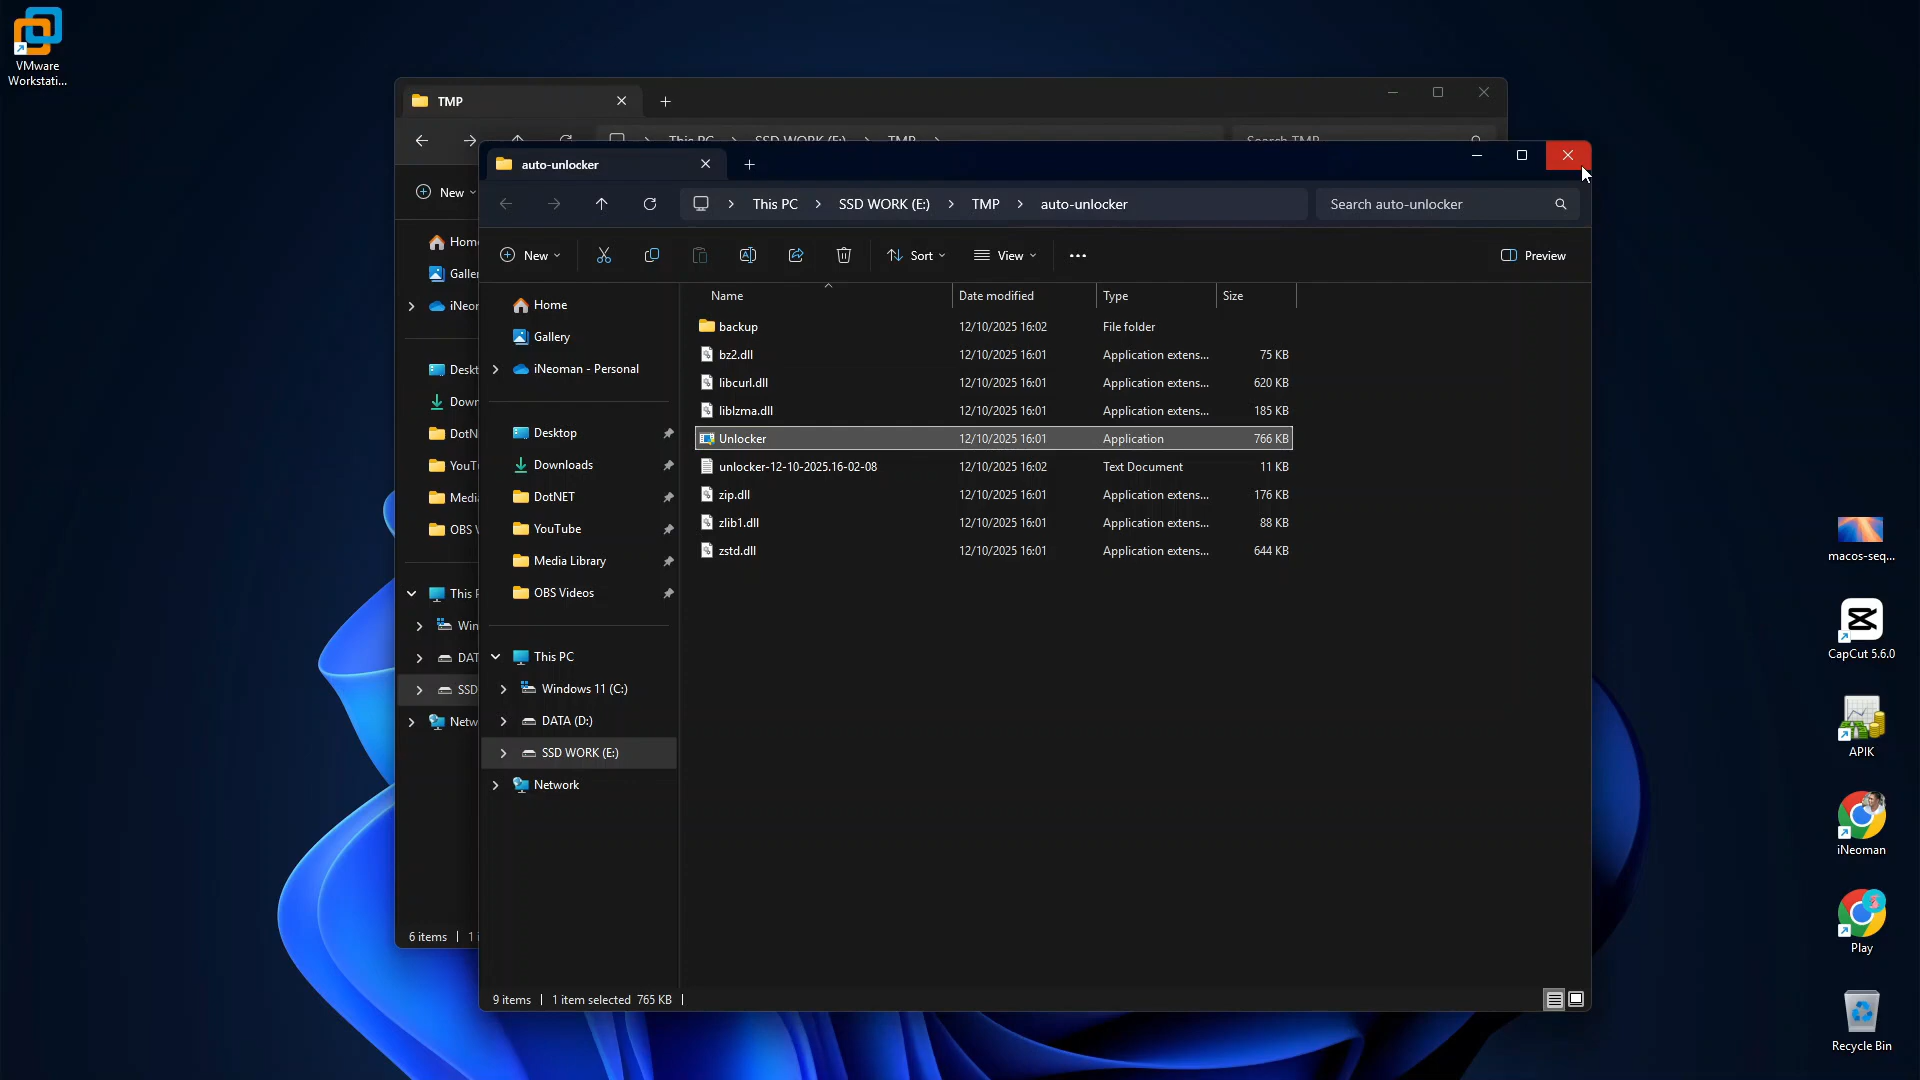 VMware
Workstati...
TMP
This PC
SSD WORK (E:)
TMP
Search TMP
New
Home
Galle
iNeor
Deskt
Down
DotN
YouT
Media
OBS V
This P
Win
DAT
SSD
Netw
6 items
auto-unlocker
This PC
SSD WORK (E:)
TMP
auto-unlocker
Search auto-unlocker
New
Sort
View
Preview
Home
Gallery
iNeoman - Personal
Desktop
Downloads
DotNET
YouTube
Media Library
OBS Videos
This PC
Windows 11 (C:)
DATA (D:)
SSD WORK (E:)
Network
Name Date modified Type Size
backup 12/10/2025 16:02 File folder
bz2.dll 12/10/2025 16:01 Application extens... 75 KB
libcurl.dll 12/10/2025 16:01 Application extens... 620 KB
liblzma.dll 12/10/2025 16:01 Application extens... 185 KB
Unlocker 12/10/2025 16:01 Application 766 KB
unlocker-12-10-2025.16-02-08 12/10/2025 16:02 Text Document 11 KB
zip.dll 12/10/2025 16:01 Application extens... 176 KB
zlib1.dll 12/10/2025 16:01 Application extens... 88 KB
zstd.dll 12/10/2025 16:01 Application extens... 644 KB
9 items 1 item selected 765 KB
macos-seq...
CapCut 5.6.0
APIK
iNeoman
Play
Recycle Bin